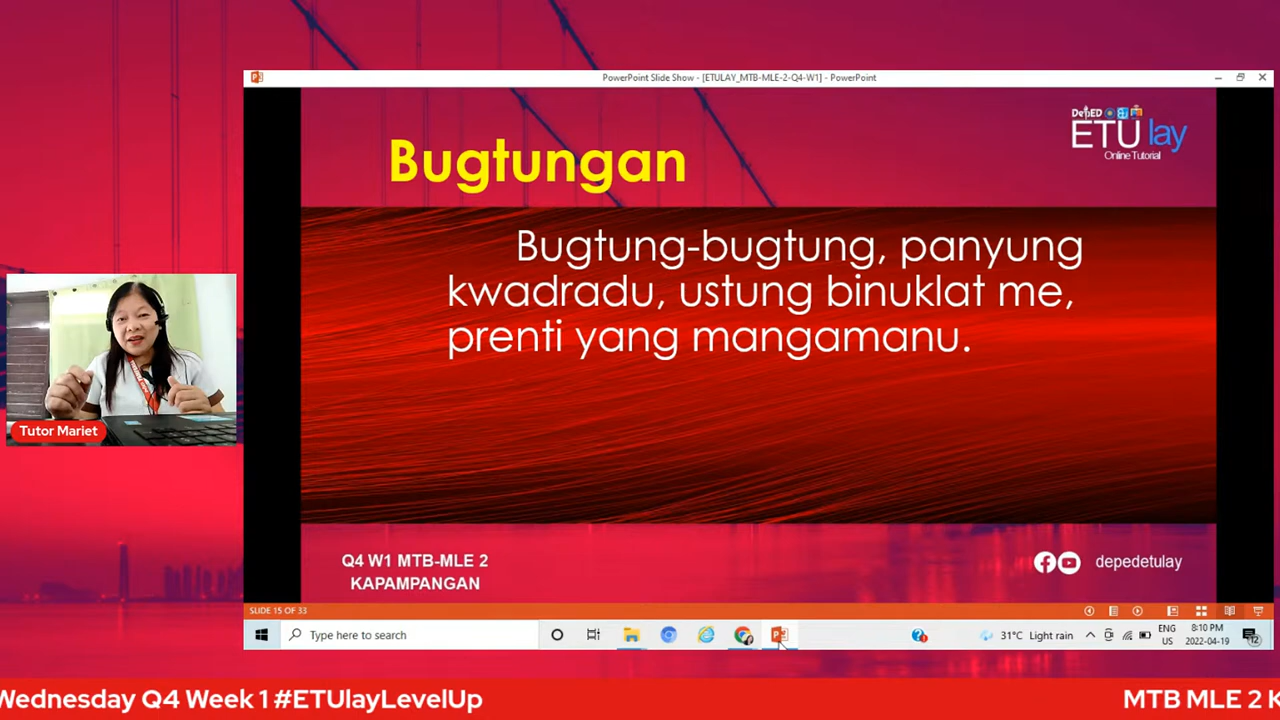 PowerPoint Slide Show - [ETULAY_MTB-MLE-2-Q4-W1] - PowerPoint
DepED
ETUlay
Online Tutorial
Bugtungan
Bugtung-bugtung, panyung
kwadradu, ustung binuklat me,
prenti yang mangamanu.
Tutor Mariet
Q4 W1 MTB-MLE 2
KAPAMPANGAN
depedetulay
SLIDE 15 OF 33
Type here to search
31°C Light rain
ENG
US
8:10 PM
2022-04-19
12
Wednesday Q4 Week 1 #ETUlayLevelUp
MTB MLE 2 K